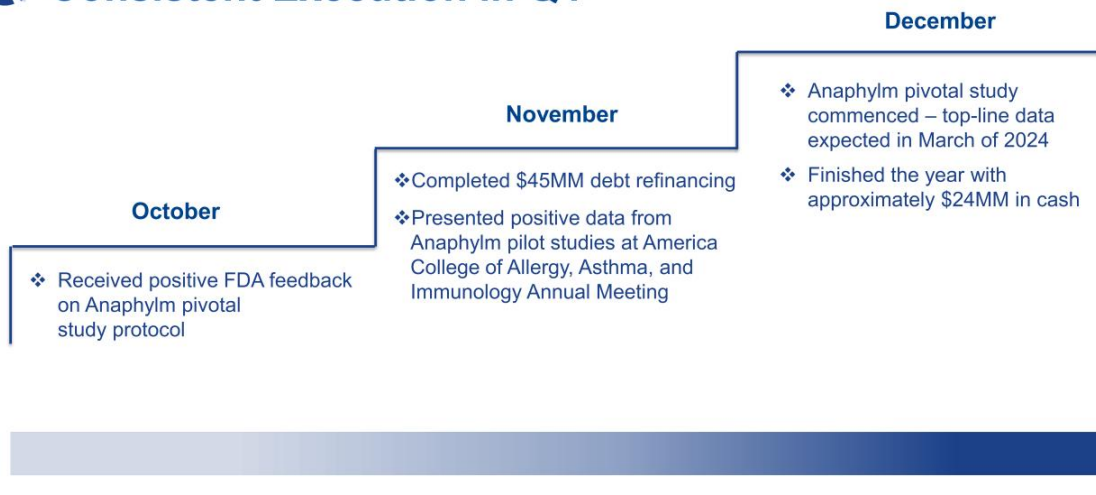 Consistent Execution in Q4
October
❖ Received positive FDA feedback
on Anaphylm pivotal
study protocol
November
❖Completed $45MM debt refinancing
❖Presented positive data from
Anaphylm pilot studies at America
College of Allergy, Asthma, and
Immunology Annual Meeting
December
❖ Anaphylm pivotal study
commenced – top-line data
expected in March of 2024
❖ Finished the year with
approximately $24MM in cash